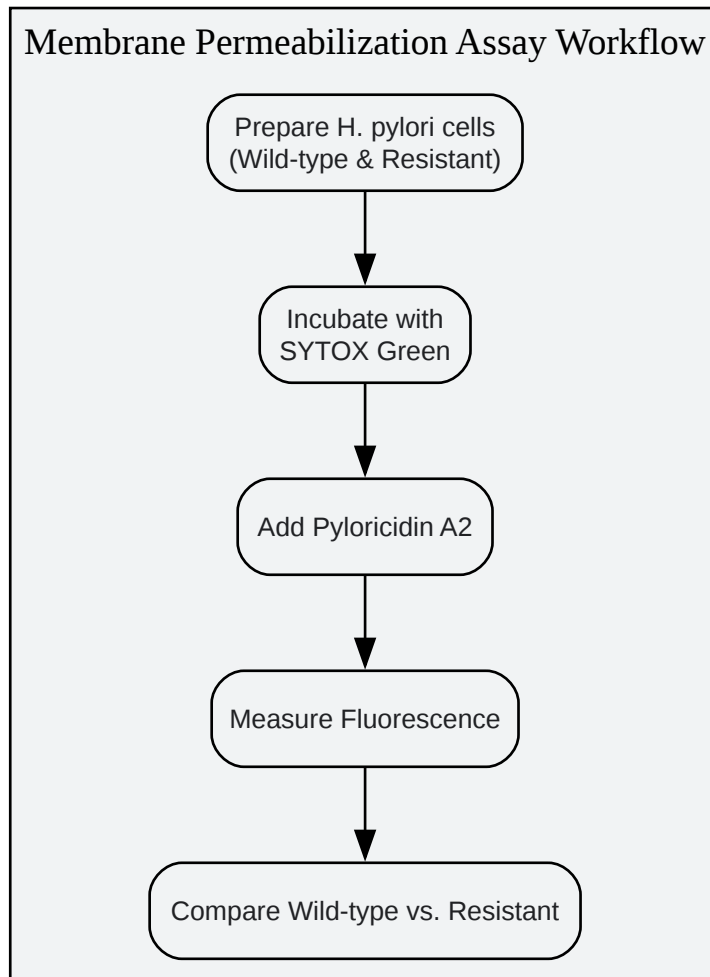 Membrane Permeabilization Assay Workflow
Prepare H. pylori cells
(Wild-type & Resistant)
Incubate with
SYTOX Green
Add Pyloricidin A2
Measure Fluorescence
Compare Wild-type vs. Resistant